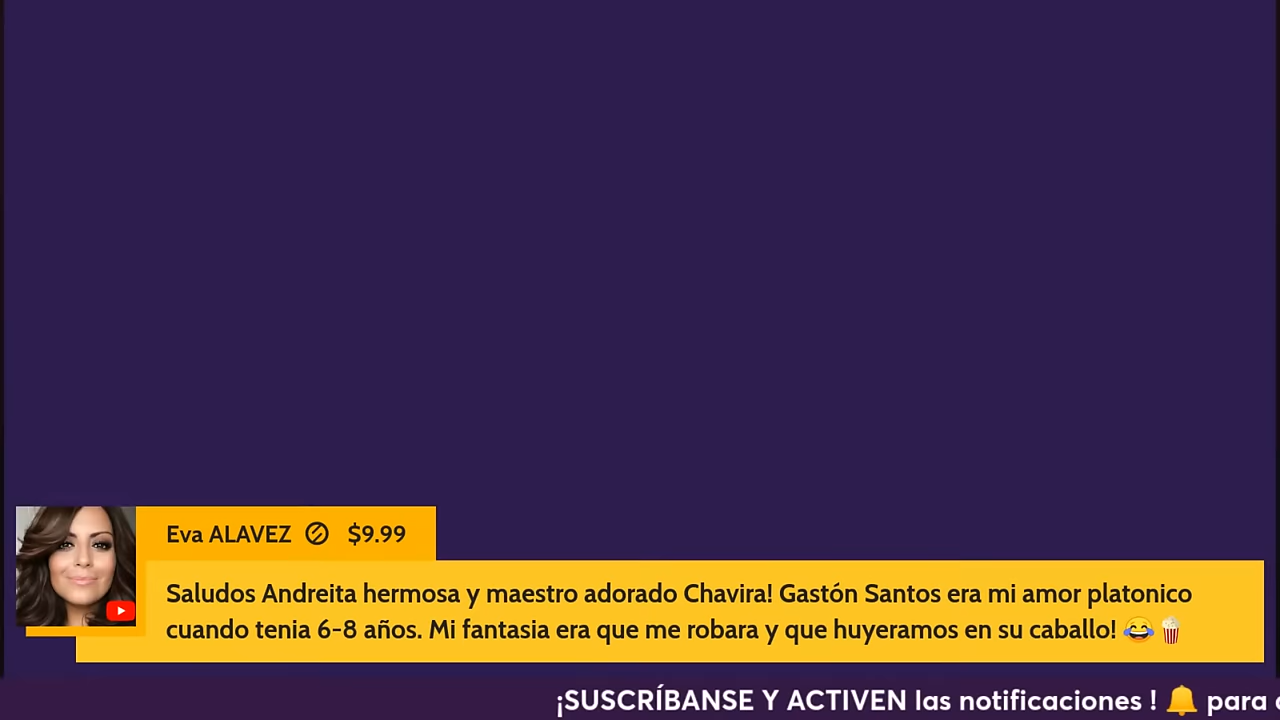 Eva ALAVEZ $9.99
Saludos Andreita hermosa y maestro adorado Chavira! Gastón Santos era mi amor platonico
cuando tenia 6-8 años. Mi fantasia era que me robara y que huyeramos en su caballo! 😂🍿
¡SUSCRÍBANSE Y ACTIVEN las notificaciones ! 🔔 para